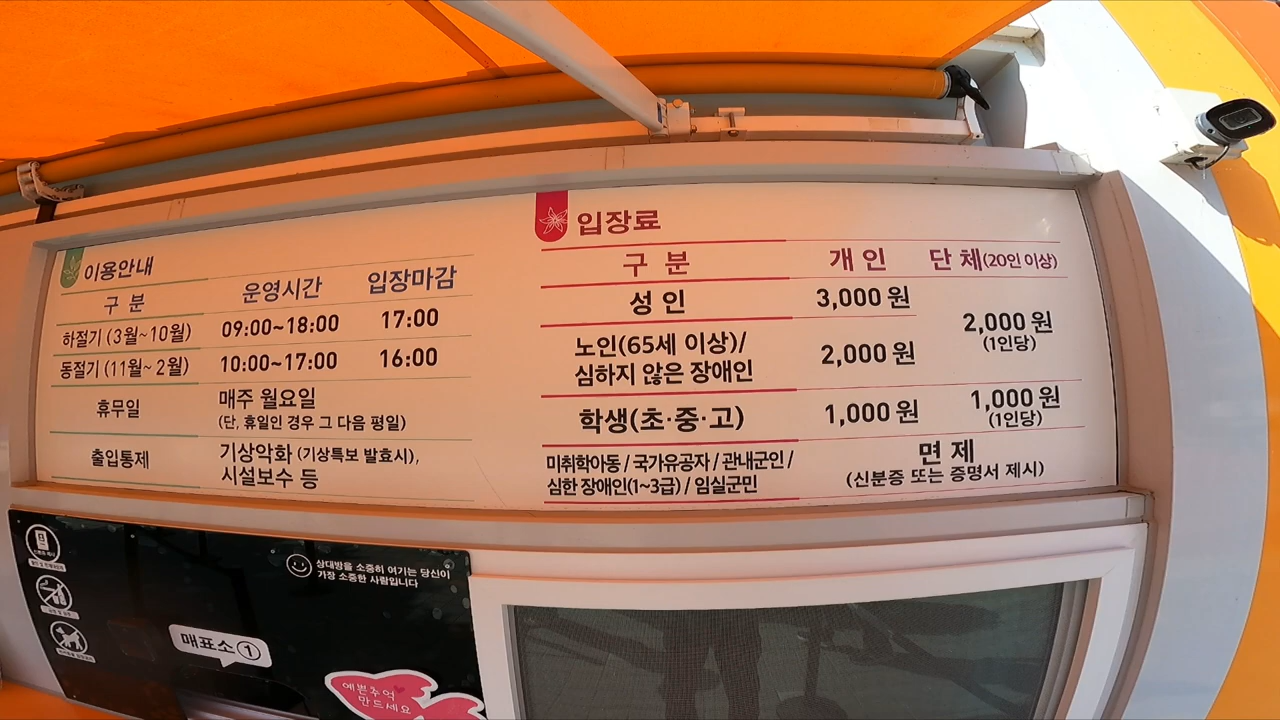 이용안내
구 분 운영시간 입장마감
하절기 (3월~10월) 09:00~18:00 17:00
동절기 (11월~2월) 10:00~17:00 16:00
휴무일 매주 월요일
(단, 휴일인 경우 그 다음 평일)
출입통제 기상악화 (기상특보 발효시),
시설보수 등
입장료
구 분 개 인 단 체(20인 이상)
성 인 3,000 원
2,000 원
(1인당)
노인(65세 이상)/
심하지 않은 장애인 2,000 원
학생(초·중·고) 1,000 원 1,000 원
(1인당)
미취학아동 / 국가유공자 / 관내군인 /
심한 장애인(1~3급) / 임실군민
면 제
(신분증 또는 증명서 제시)
상대방을 소중히 여기는 당신이
가장 소중한 사람입니다
매표소 ①
예쁜추억
만드세요